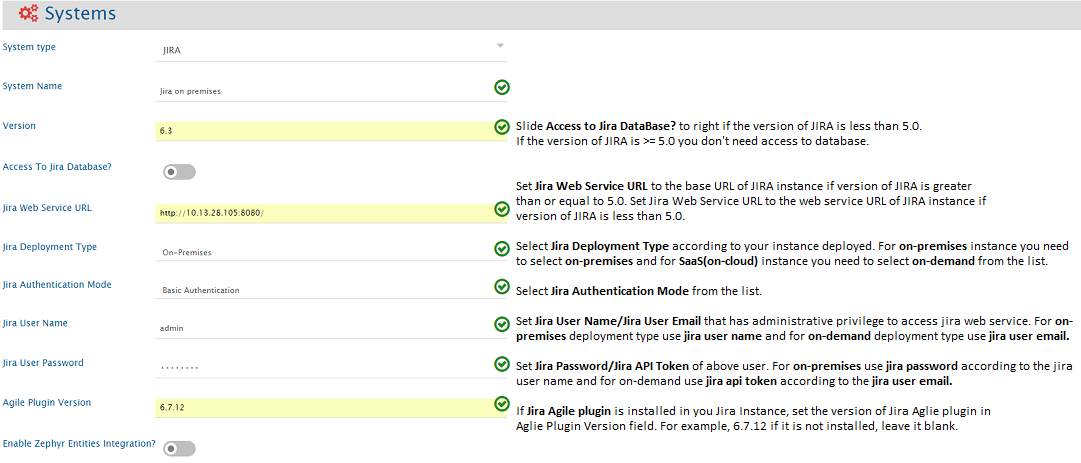 Systems
System type
JIRA
System Name
Jira on premises
Version
6.3
Slide Access to Jira DataBase? to right if the version of JIRA is less than 5.0.
If the version of JIRA is >= 5.0 you don't need access to database.
Access To Jira Database?
Set Jira Web Service URL to the base URL of JIRA instance if version of JIRA is greater
than or equal to 5.0. Set Jira Web Service URL to the web service URL of JIRA instance if
version of JIRA is less than 5.0.
Jira Web Service URL
http://10.13.28.105:8080/
Jira Deployment Type
On-Premises
Select Jira Deployment Type according to your instance deployed. For on-premises instance you need
to select on-premises and for SaaS(on-cloud) instance you need to select on-demand from the list.
Jira Authentication Mode
Basic Authentication
Select Jira Authentication Mode from the list.
Jira User Name
admin
Set Jira User Name/Jira User Email that has administrative privilege to access jira web service. For on-
premises deployment type use jira user name and for on-demand deployment type use jira user email.
Jira User Password
........
Set Jira Password/Jira API Token of above user. For on-premises use jira password according to the jira
user name and for on-demand use jira api token according to the jira user email.
Agile Plugin Version
6.7.12
If Jira Agile plugin is installed in you Jira Instance, set the version of Jira Aglie plugin in
Aglie Plugin Version field. For example, 6.7.12 if it is not installed, leave it blank.
Enable Zephyr Entities Integration?